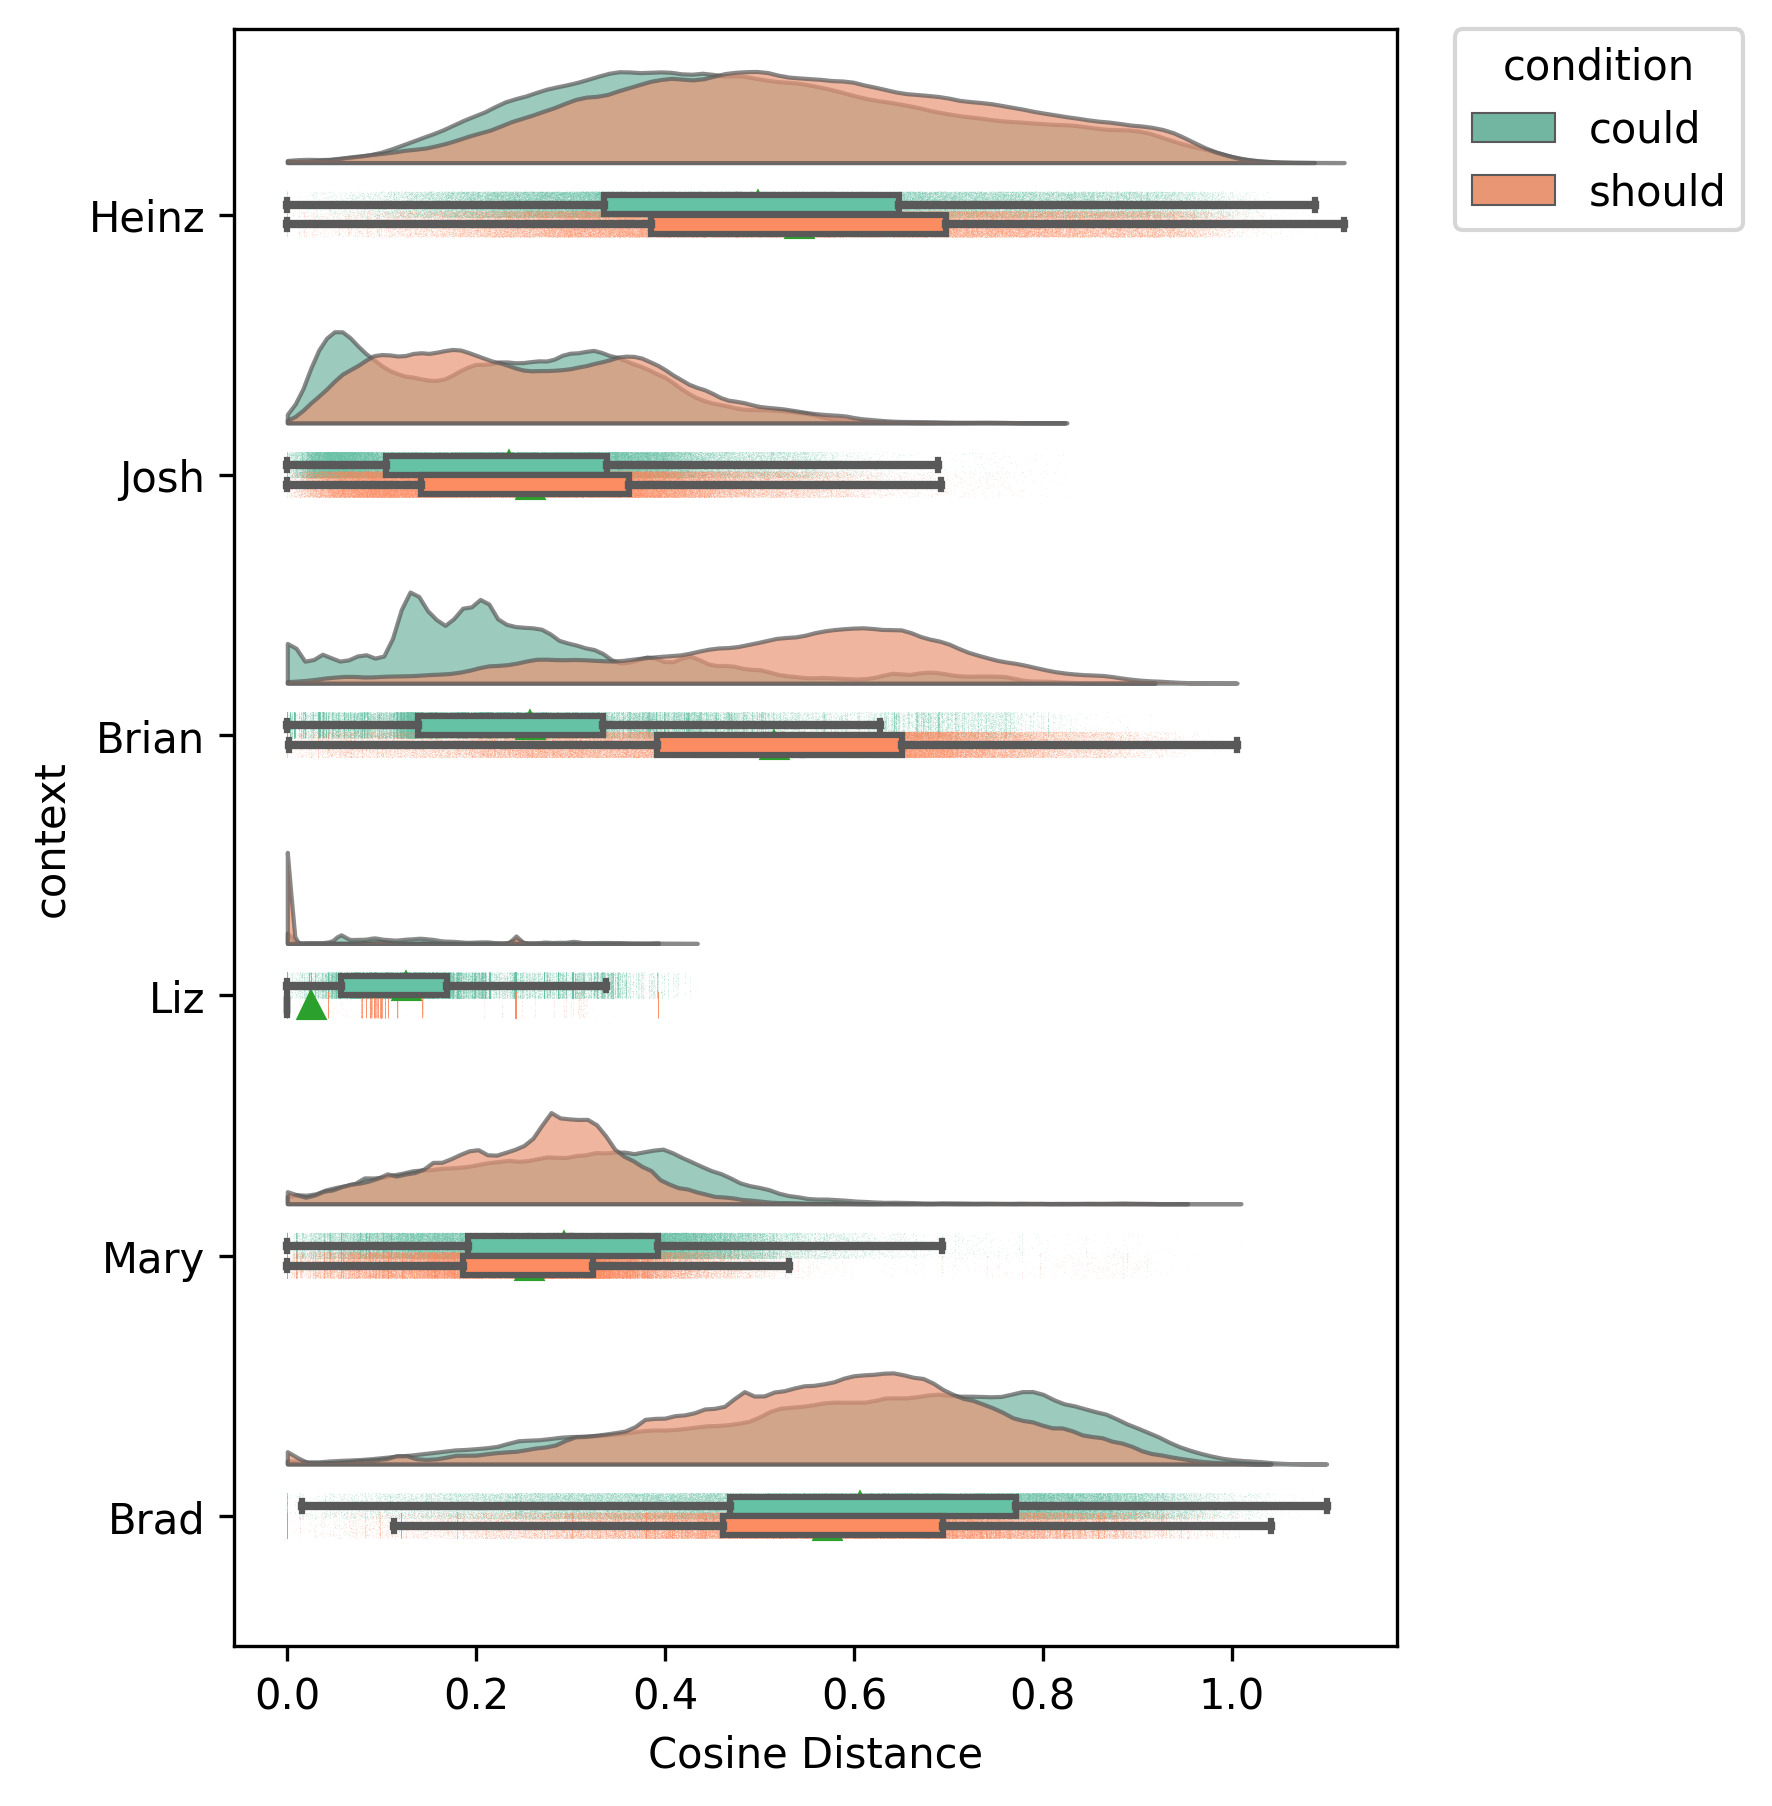 condition
could
should
Heinz
Josh
Brian
Liz
Mary
Brad
context
0.0 0.2 0.4 0.6 0.8 1.0
Cosine Distance